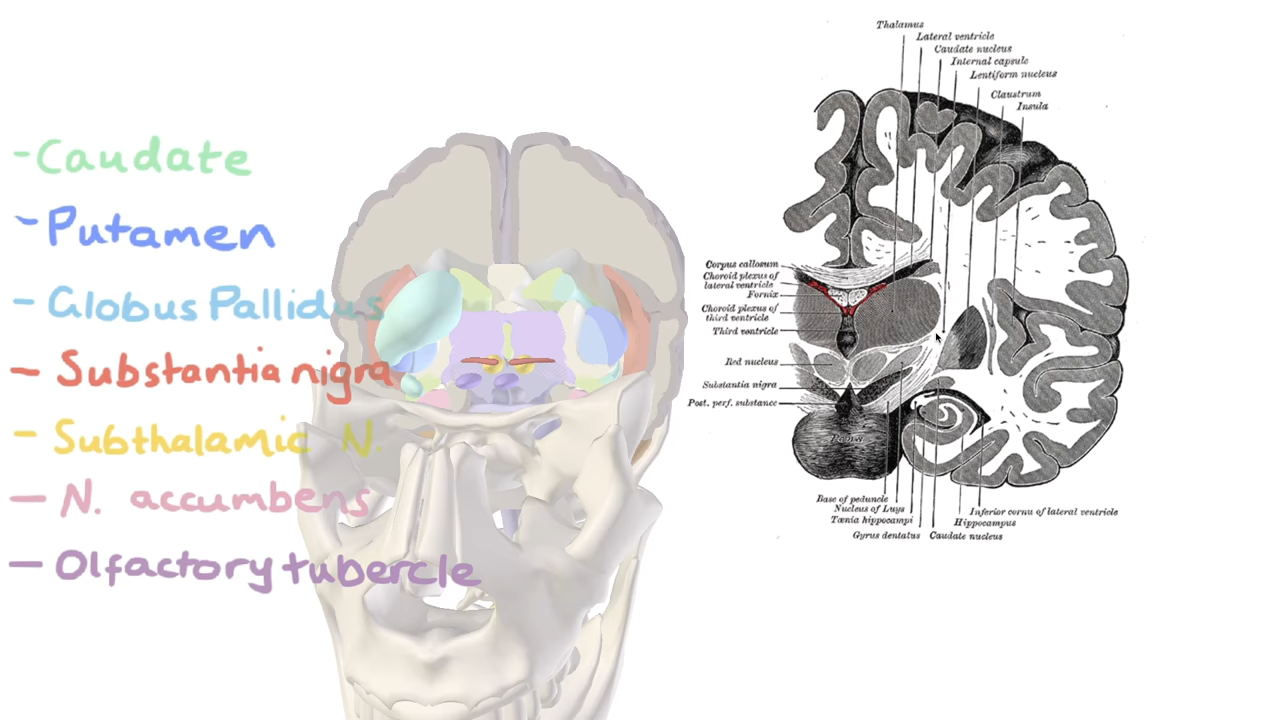 - Caudate
- Putamen
- Globus Pallidus
- Substantia nigra
- Subthalamic N.
- N. accumbens
- Olfactory tubercle
Thalamus
Lateral ventricle
Caudate nucleus
Internal capsule
Lentiform nucleus
Claustrum
Insula
Corpus callosum
Choroid plexus of
lateral ventricle
Fornix
Choroid plexus of
third ventricle
Third ventricle
Red nucleus
Substantia nigra
Post. perf. substance
Pons
Base of peduncle
Nucleus of Luys
Tænia hippocampi
Gyrus dentatus
Caudate nucleus
Hippocampus
Inferior cornu of lateral ventricle